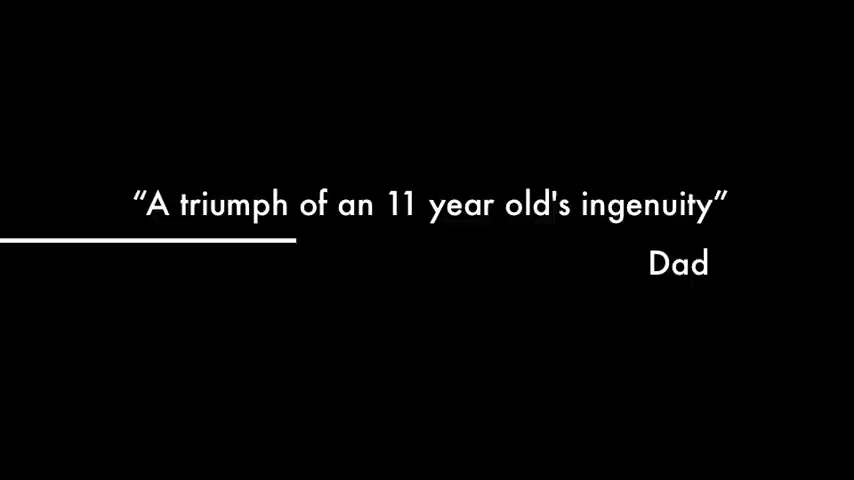 “A triumph of an 11 year old's ingenuity”
Dad